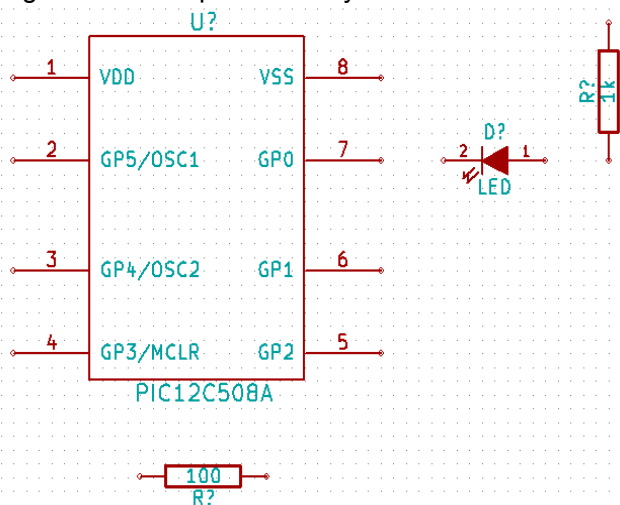 U?
1 VDD VSS 8
R? 1k
2 GP5/OSC1 GP0 7
D?
2 1
LED
3 GP4/OSC2 GP1 6
4 GP3/MCLR GP2 5
PIC12C508A
100
R?